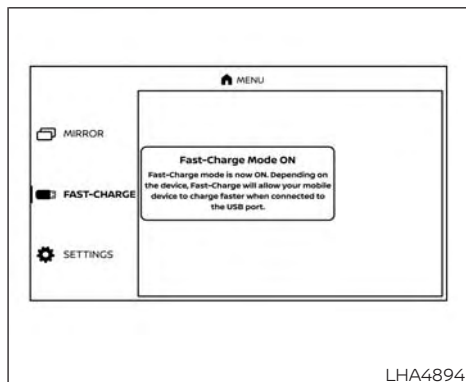 MENU
MIRROR
Fast-Charge Mode ON
Fast-Charge mode is now ON. Depending on
the device, Fast-Charge will allow your mobile
device to charge faster when connected to
the USB port.
FAST-CHARGE
SETTINGS
LHA4894